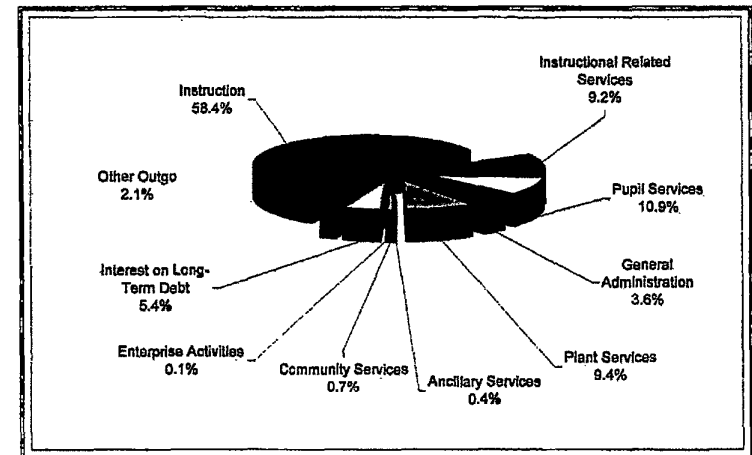 Instructional Related
Services
9.2%
Instruction
58.4%
Other Outgo
2.1%
Pupil Services
10.9%
General
Administration
3.6%
Interest on Long-
Term Debt
5.4%
Enterprise Activities
0.1%
Community Services
0.7%
Ancillary Services
0.4%
Plant Services
9.4%